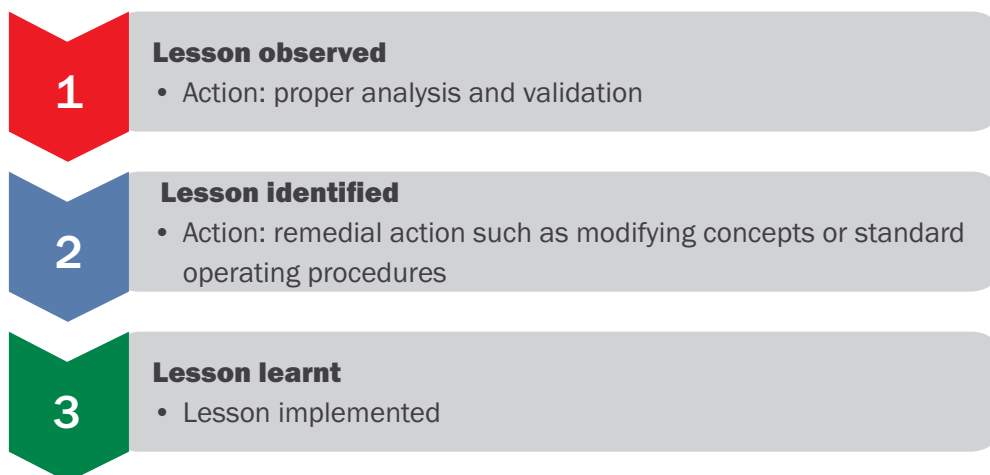 1
Lesson observed
• Action: proper analysis and validation
2
Lesson identified
• Action: remedial action such as modifying concepts or standard
operating procedures
3
Lesson learnt
• Lesson implemented